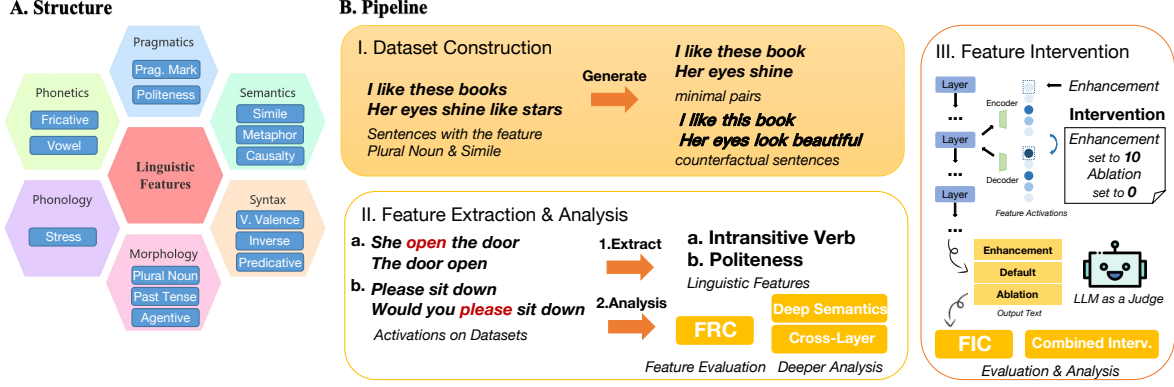 A. Structure
Pragmatics
Prag. Mark
Politeness
Phonetics
Fricative
Vowel
Semantics
Simile
Metaphor
Causalty
Linguistic
Features
Phonology
Stress
Syntax
V. Valence
Inverse
Predicative
Morphology
Plural Noun
Past Tense
Agentive
B. Pipeline
I. Dataset Construction
I like these books
Her eyes shine like stars
Sentences with the feature
Plural Noun & Simile
Generate
I like these book
Her eyes shine
minimal pairs
I like this book
Her eyes look beautiful
counterfactual sentences
II. Feature Extraction & Analysis
a. She open the door
The door open
b. Please sit down
Would you please sit down
Activations on Datasets
1.Extract
2.Analysis
a. Intransitive Verb
b. Politeness
Linguistic Features
FRC
Deep Semantics
Cross-Layer
Feature Evaluation
Deeper Analysis
III. Feature Intervention
Layer
...
Layer
...
Layer
...
Encoder
Decoder
Feature Activations
Enhancement
Intervention
Enhancement
set to 10
Ablation
set to 0
Enhancement
Default
Ablation
Output Text
LLM as a Judge
FIC
Combined Interv.
Evaluation & Analysis